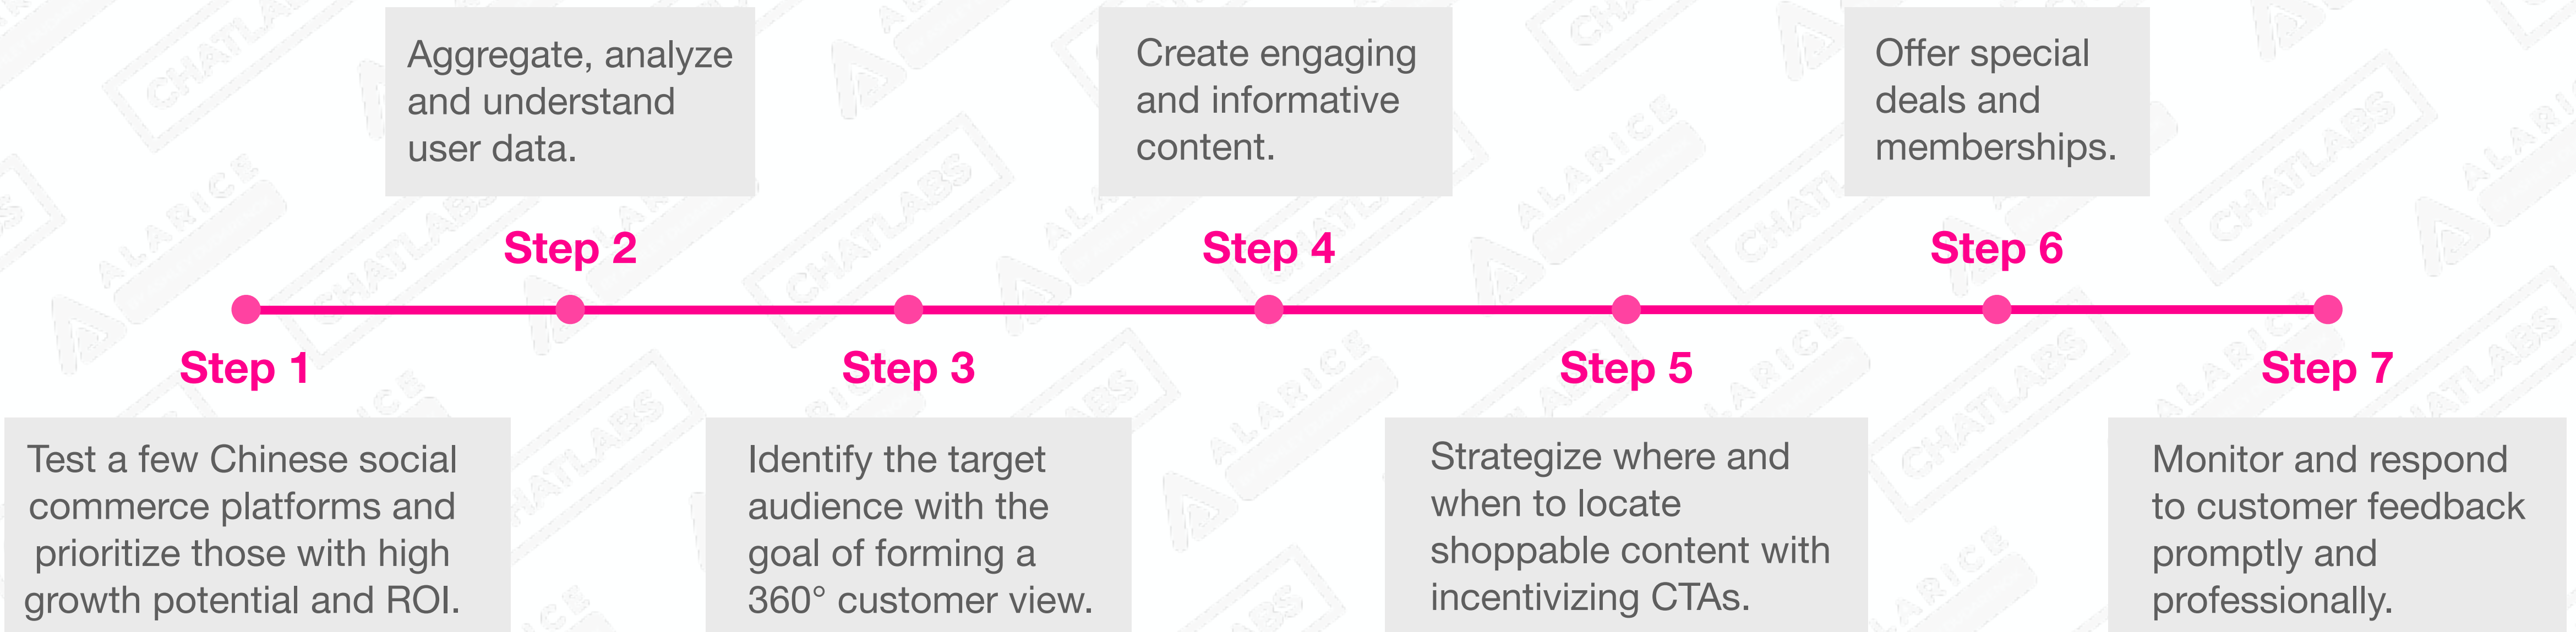 Step 1
Test a few Chinese social
commerce platforms and
prioritize those with high
growth potential and ROI.
Aggregate, analyze
and understand
user data.
Step 2
Step 3
Identify the target
audience with the
goal of forming a
360° customer view.
Create engaging
and informative
content.
Step 4
Step 5
Strategize where and
when to locate
shoppable content with
incentivizing CTAs.
Offer special
deals and
memberships.
Step 6
Step 7
Monitor and respond
to customer feedback
promptly and
professionally.
CHATLABS
ALARICE